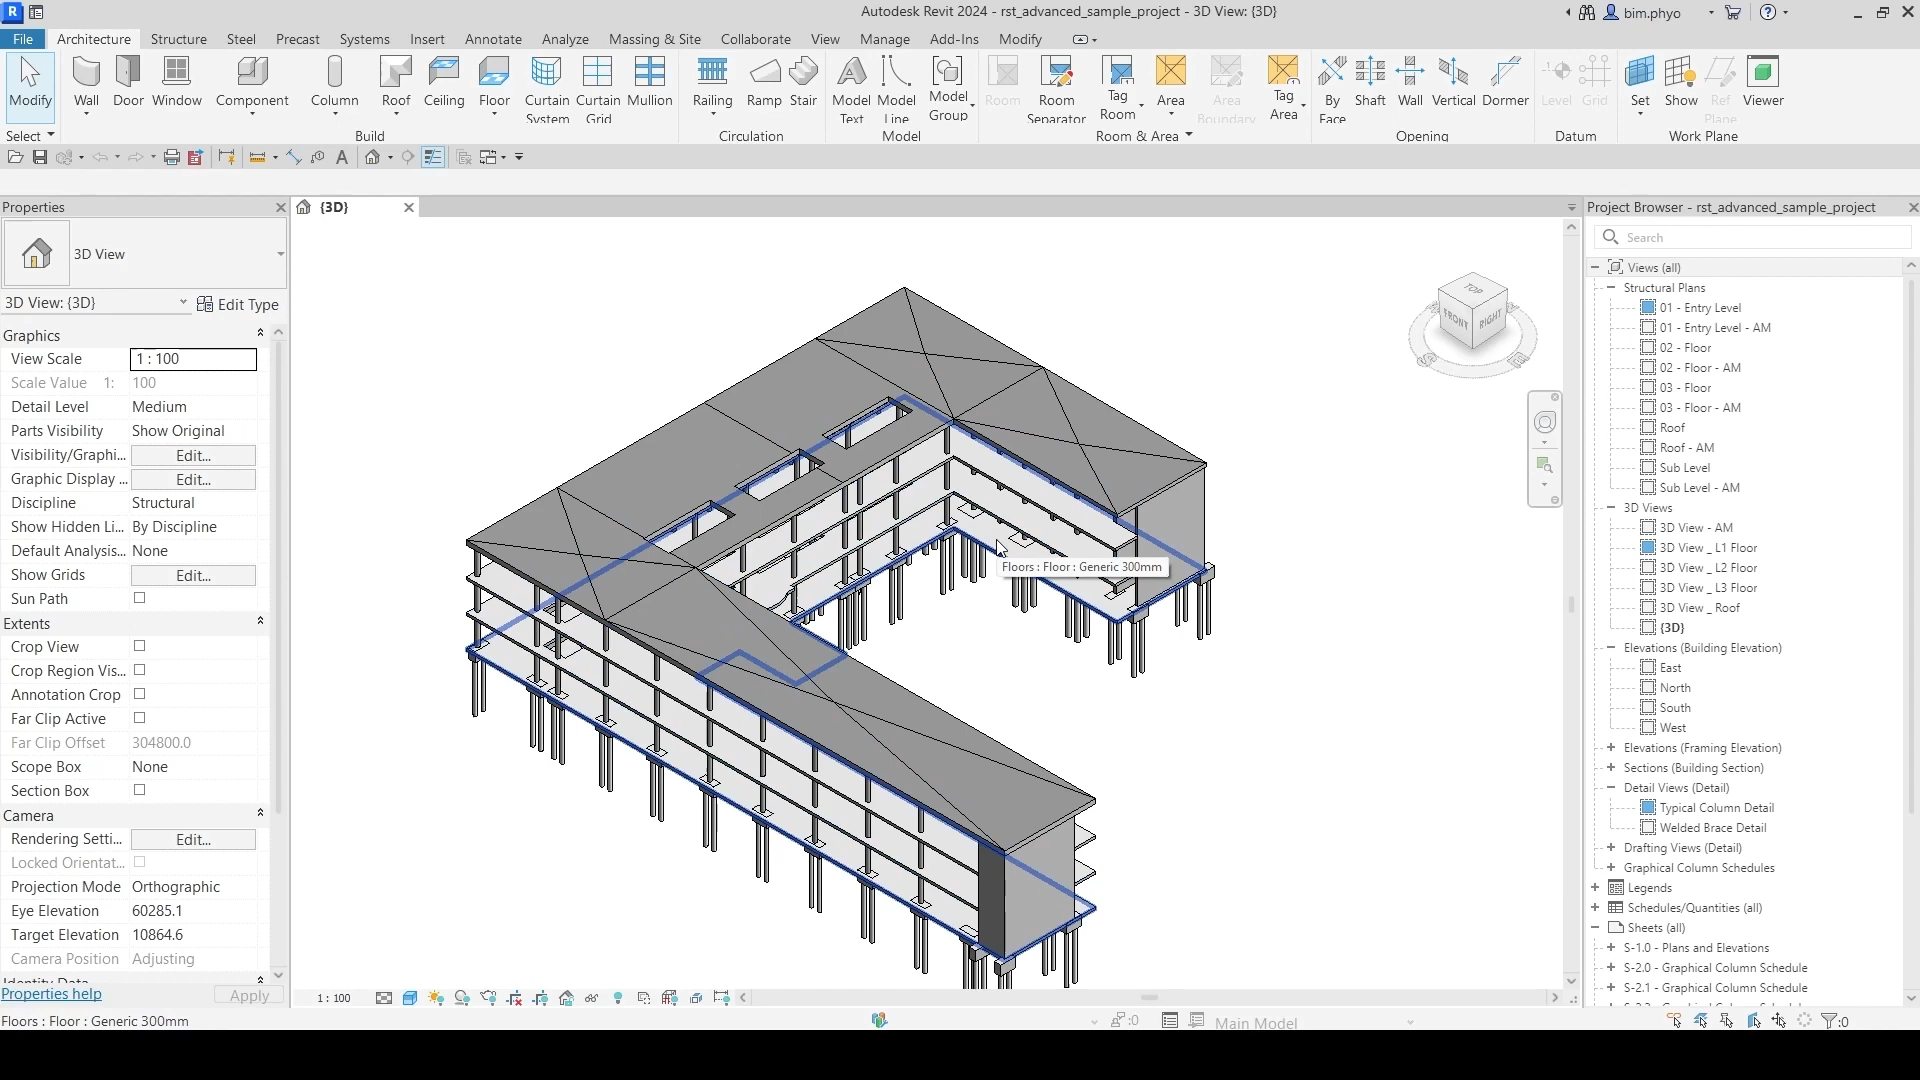 Autodesk Revit 2024 - rst_advanced_sample_project - 3D View: {3D}
bim.phyo
File Architecture Structure Steel Precast Systems Insert Annotate Analyze Massing & Site Collaborate View Manage Add-Ins Modify
Modify Wall Door Window Component Column Roof Ceiling Floor Curtain System Curtain Grid Mullion Railing Ramp Stair Model Text Model Line Model Group Room Room Separator Tag Room Area Area Boundary Tag Area By Face Shaft Wall Vertical Dormer Level Grid Set Show Ref Plane Viewer
Select Build Circulation Model Room & Area Opening Datum Work Plane
Properties
3D View
3D View: {3D} Edit Type
Graphics
View Scale 1 : 100
Scale Value 1: 100
Detail Level Medium
Parts Visibility Show Original
Visibility/Graphi... Edit...
Graphic Display ... Edit...
Discipline Structural
Show Hidden Li... By Discipline
Default Analysis... None
Show Grids Edit...
Sun Path
Extents
Crop View
Crop Region Vis...
Annotation Crop
Far Clip Active
Far Clip Offset 304800.0
Scope Box None
Section Box
Camera
Rendering Setti... Edit...
Locked Orientat...
Projection Mode Orthographic
Eye Elevation 60285.1
Target Elevation 10864.6
Camera Position Adjusting
Identity Data
Properties help Apply
{3D}
TOP
FRONT RIGHT
S E
Floors : Floor : Generic 300mm
1 : 100
Project Browser - rst_advanced_sample_project
Search
Views (all)
Structural Plans
01 - Entry Level
01 - Entry Level - AM
02 - Floor
02 - Floor - AM
03 - Floor
03 - Floor - AM
Roof
Roof - AM
Sub Level
Sub Level - AM
3D Views
3D View - AM
3D View _ L1 Floor
3D View _ L2 Floor
3D View _ L3 Floor
3D View _ Roof
{3D}
Elevations (Building Elevation)
East
North
South
West
Elevations (Framing Elevation)
Sections (Building Section)
Detail Views (Detail)
Typical Column Detail
Welded Brace Detail
Drafting Views (Detail)
Graphical Column Schedules
Legends
Schedules/Quantities (all)
Sheets (all)
S-1.0 - Plans and Elevations
S-2.0 - Graphical Column Schedule
S-2.1 - Graphical Column Schedule
Floors : Floor : Generic 300mm
:0 Main Model :0